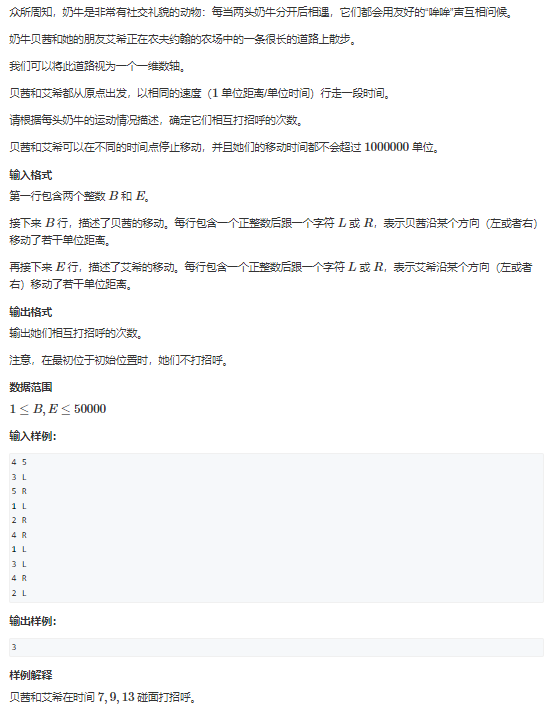 众所周知，奶牛是非常有社交礼貌的动物：每当两头奶牛分开后相遇，它们都会用友好的“哞哞”声互相问候。
奶牛贝茜和她的朋友艾希正在农夫约翰的农场中的一条很长的道路上散步。
我们可以将此道路视为一个一维数轴。
贝茜和艾希都从原点出发，以相同的速度（1 单位距离/单位时间）行走一段时间。
请根据每头奶牛的运动情况描述，确定它们相互打招呼的次数。
贝茜和艾希可以在不同的时间点停止移动，并且她们的移动时间都不会超过 1000000 单位。
输入格式
第一行包含两个整数 B 和 E。
接下来 B 行，描述了贝茜的移动。每行包含一个正整数后跟一个字符 L 或 R，表示贝茜沿某个方向（左或者右）
移动了若干单位距离。
再接下来 E 行，描述了艾希的移动。每行包含一个正整数后跟一个字符 L 或 R，表示艾希沿某个方向（左或者
右）移动了若干单位距离。
输出格式
输出她们相互打招呼的次数。
注意，在最初位于初始位置时，她们不打招呼。
数据范围
1 ≤ B, E ≤ 50000
输入样例：
4 5
3 L
5 R
1 L
2 R
4 R
1 L
3 L
4 R
2 L
输出样例：
3
样例解释
贝茜和艾希在时间 7, 9, 13 碰面打招呼。